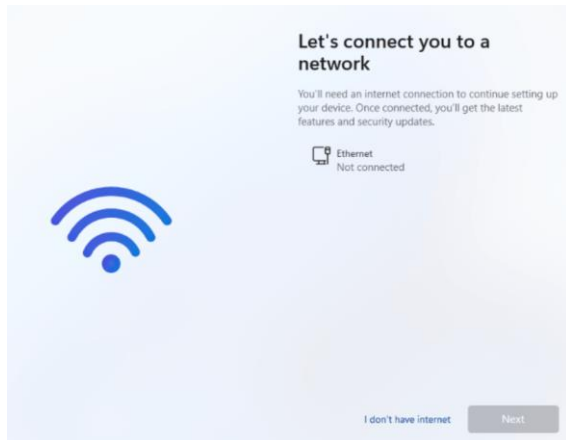 Let's connect you to a
network
You'll need an internet connection to continue setting up
your device. Once connected, you'll get the latest
features and security updates.
Ethernet
Not connected
I don't have internet
Next